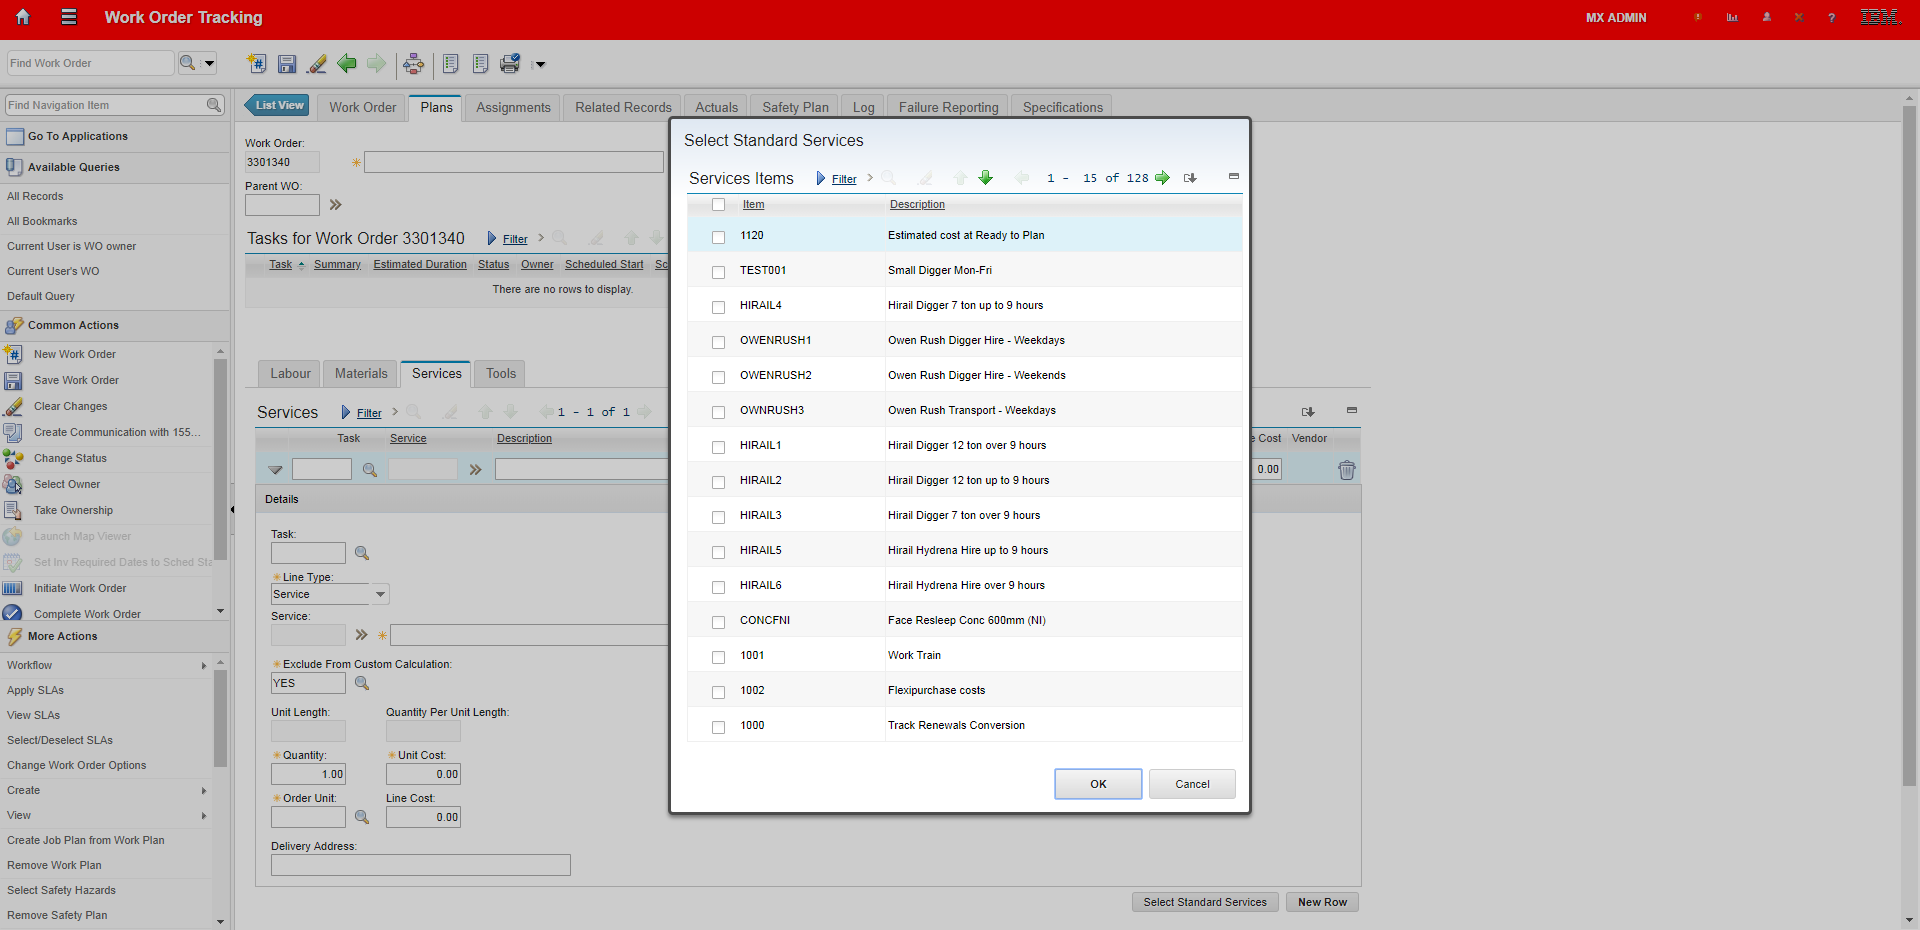 Work Order Tracking
MX ADMIN
IBM.
Find Work Order
Find Navigation Item
Go To Applications
Available Queries
All Records
All Bookmarks
Current User is WO owner
Current User's WO
Default Query
Common Actions
New Work Order
Save Work Order
Clear Changes
Create Communication with 155...
Change Status
Select Owner
Take Ownership
Launch Map Viewer
Set Inv Required Dates to Sched Sta
Initiate Work Order
Complete Work Order
More Actions
Workflow
Apply SLAs
View SLAs
Select/Deselect SLAs
Change Work Order Options
Create
View
Create Job Plan from Work Plan
Remove Work Plan
Select Safety Hazards
Remove Safety Plan
List View
Work Order
Plans
Assignments
Related Records
Actuals
Safety Plan
Log
Failure Reporting
Specifications
Work Order:
3301340
Parent WO:
Tasks for Work Order 3301340
Filter
Task Summary Estimated Duration Status Owner Scheduled Start Sc
There are no rows to display.
Labour
Materials
Services
Tools
Services
Filter
1 - 1 of 1
Task Service Description
e Cost Vendor
0.00
Details
Task:
Line Type:
Service
Service:
Exclude From Custom Calculation:
YES
Unit Length: Quantity Per Unit Length:
Quantity: Unit Cost:
1.00 0.00
Order Unit: Line Cost:
0.00
Delivery Address:
Select Standard Services
New Row
Select Standard Services
Services Items
Filter
1 - 15 of 128
Item Description
1120 Estimated cost at Ready to Plan
TEST001 Small Digger Mon-Fri
HIRAIL4 Hirail Digger 7 ton up to 9 hours
OWENRUSH1 Owen Rush Digger Hire - Weekdays
OWENRUSH2 Owen Rush Digger Hire - Weekends
OWNRUSH3 Owen Rush Transport - Weekdays
HIRAIL1 Hirail Digger 12 ton over 9 hours
HIRAIL2 Hirail Digger 12 ton up to 9 hours
HIRAIL3 Hirail Digger 7 ton over 9 hours
HIRAIL5 Hirail Hydrena Hire up to 9 hours
HIRAIL6 Hirail Hydrena Hire over 9 hours
CONCFNI Face Resleep Conc 600mm (NI)
1001 Work Train
1002 Flexipurchase costs
1000 Track Renewals Conversion
OK
Cancel